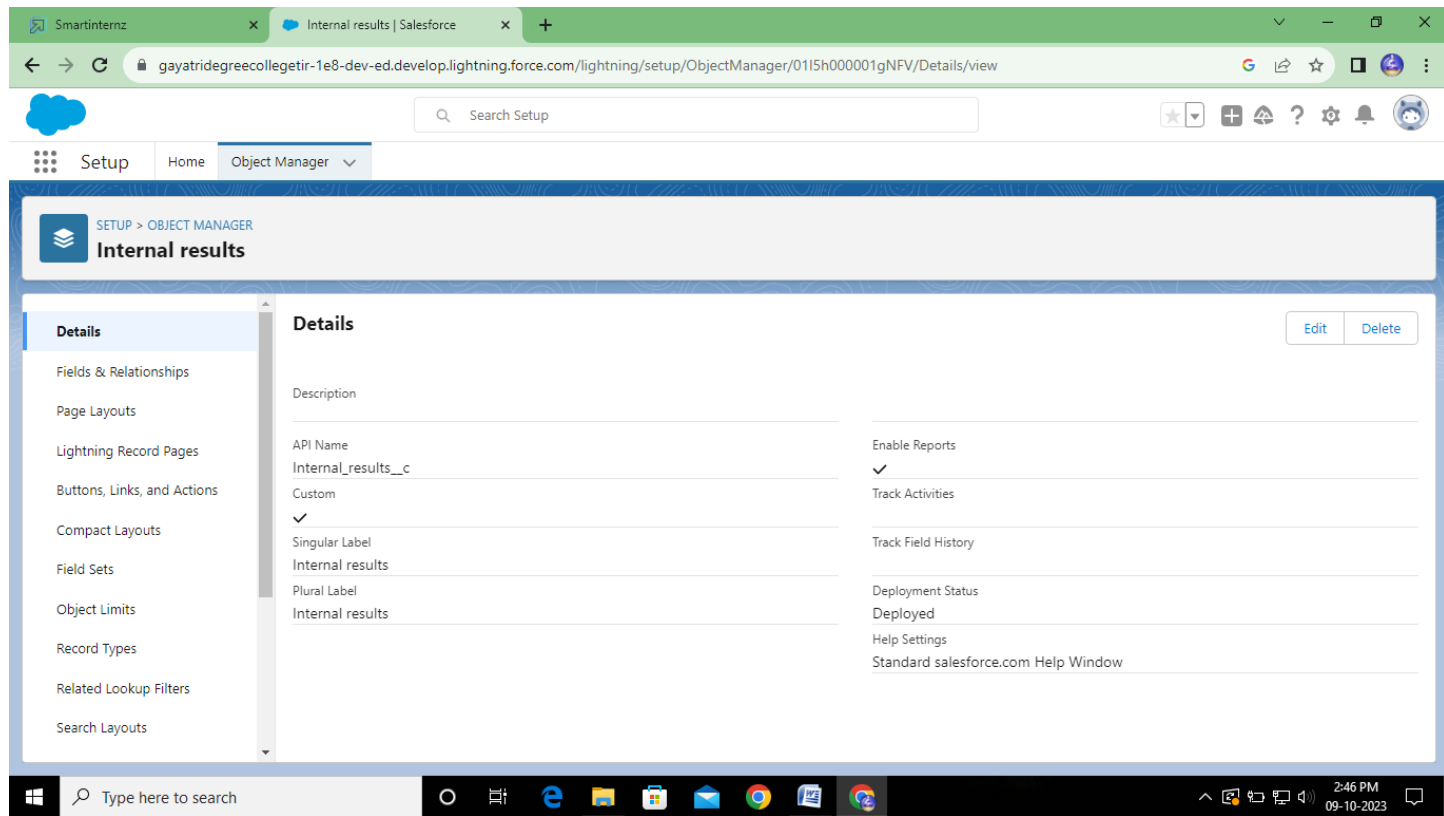 Smartinternz
Internal results | Salesforce
gayatridegreecollegetir-1e8-dev-ed.develop.lightning.force.com/lightning/setup/ObjectManager/01I5h000001gNFV/Details/view
Search Setup
Setup
Home
Object Manager
SETUP > OBJECT MANAGER
Internal results
Details
Fields & Relationships
Page Layouts
Lightning Record Pages
Buttons, Links, and Actions
Compact Layouts
Field Sets
Object Limits
Record Types
Related Lookup Filters
Search Layouts
Details
Edit
Delete
Description
API Name
Internal_results__c
Custom
Singular Label
Internal results
Plural Label
Internal results
Enable Reports
Track Activities
Track Field History
Deployment Status
Deployed
Help Settings
Standard salesforce.com Help Window
Type here to search
2:46 PM
09-10-2023